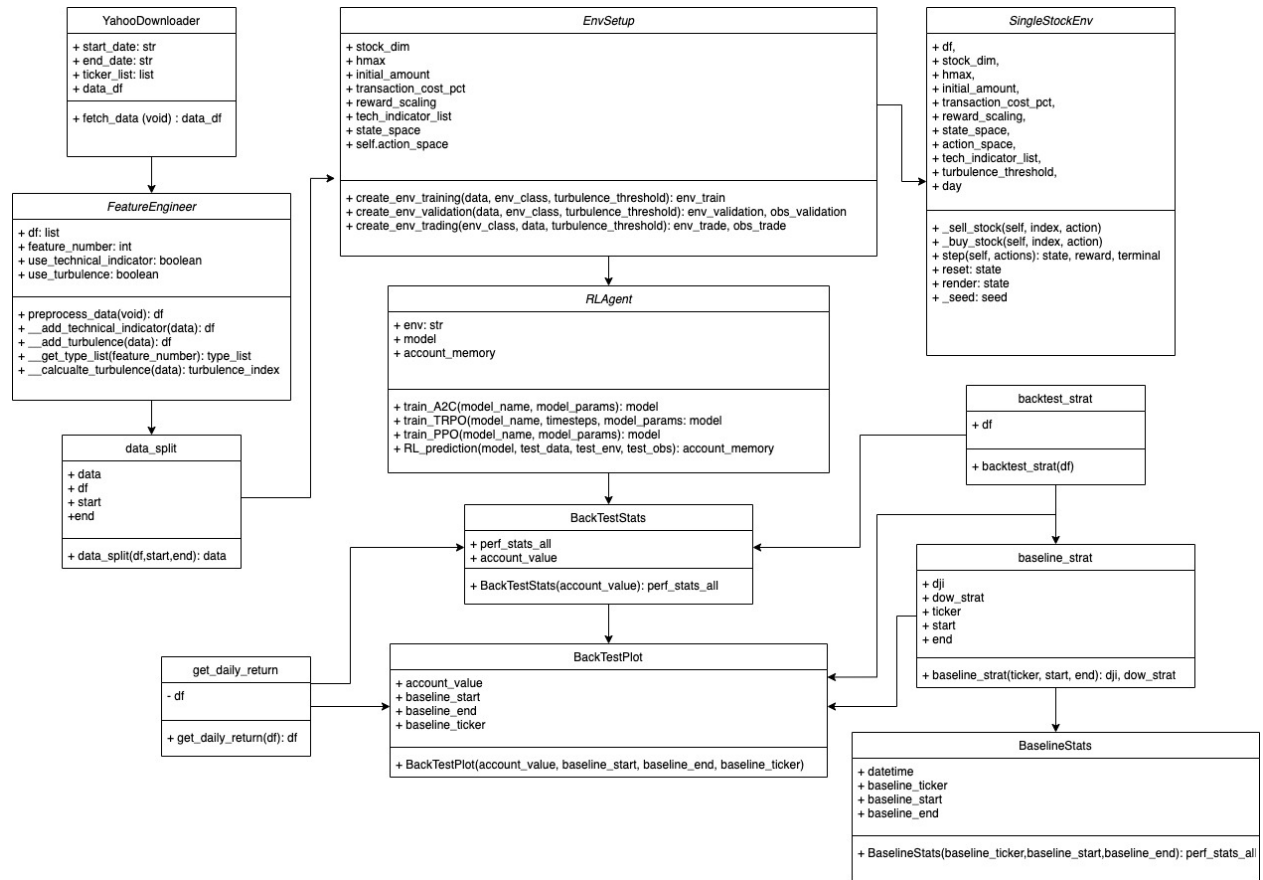 YahooDownloader
+ start_date: str
+ end_date: str
+ ticker_list: list
+ data_df
+ fetch_data (void) : data_df
EnvSetup
+ stock_dim
+ hmax
+ initial_amount
+ transaction_cost_pct
+ reward_scaling
+ tech_indicator_list
+ state_space
+ self.action_space
+ create_env_training(data, env_class, turbulence_threshold): env_train
+ create_env_validation(data, env_class, turbulence_threshold): env_validation, obs_validation
+ create_env_trading(env_class, data, turbulence_threshold): env_trade, obs_trade
SingleStockEnv
+ df,
+ stock_dim,
+ hmax,
+ initial_amount,
+ transaction_cost_pct,
+ reward_scaling,
+ state_space,
+ action_space,
+ tech_indicator_list,
+ turbulence_threshold,
+ day
+ _sell_stock(self, index, action)
+ _buy_stock(self, index, action)
+ step(self, actions): state, reward, terminal
+ reset: state
+ render: state
+ _seed: seed
FeatureEngineer
+ df: list
+ feature_number: int
+ use_technical_indicator: boolean
+ use_turbulence: boolean
+ preprocess_data(void): df
+ __add_technical_indicator(data): df
+ __add_turbulence(data): df
+ __get_type_list(feature_number): type_list
+ __calcualte_turbulence(data): turbulence_index
RLAgent
+ env: str
+ model
+ account_memory
+ train_A2C(model_name, model_params): model
+ train_TRPO(model_name, timesteps, model_params: model
+ train_PPO(model_name, model_params): model
+ RL_prediction(model, test_data, test_env, test_obs): account_memory
backtest_strat
+ df
+ backtest_strat(df)
data_split
+ data
+ df
+ start
+end
+ data_split(df,start,end): data
BackTestStats
+ perf_stats_all
+ account_value
+ BackTestStats(account_value): perf_stats_all
baseline_strat
+ dji
+ dow_strat
+ ticker
+ start
+ end
+ baseline_strat(ticker, start, end): dji, dow_strat
get_daily_return
- df
+ get_daily_return(df): df
BackTestPlot
+ account_value
+ baseline_start
+ baseline_end
+ baseline_ticker
+ BackTestPlot(account_value, baseline_start, baseline_end, baseline_ticker)
BaselineStats
+ datetime
+ baseline_ticker
+ baseline_start
+ baseline_end
+ BaselineStats(baseline_ticker,baseline_start,baseline_end): perf_stats_al